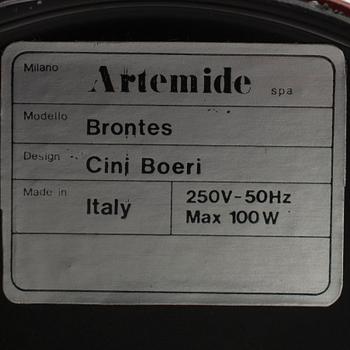 Milano Artemide spa
Modello Brontes
Design Cini Boeri
Made in Italy 250V-50Hz
Max 100W